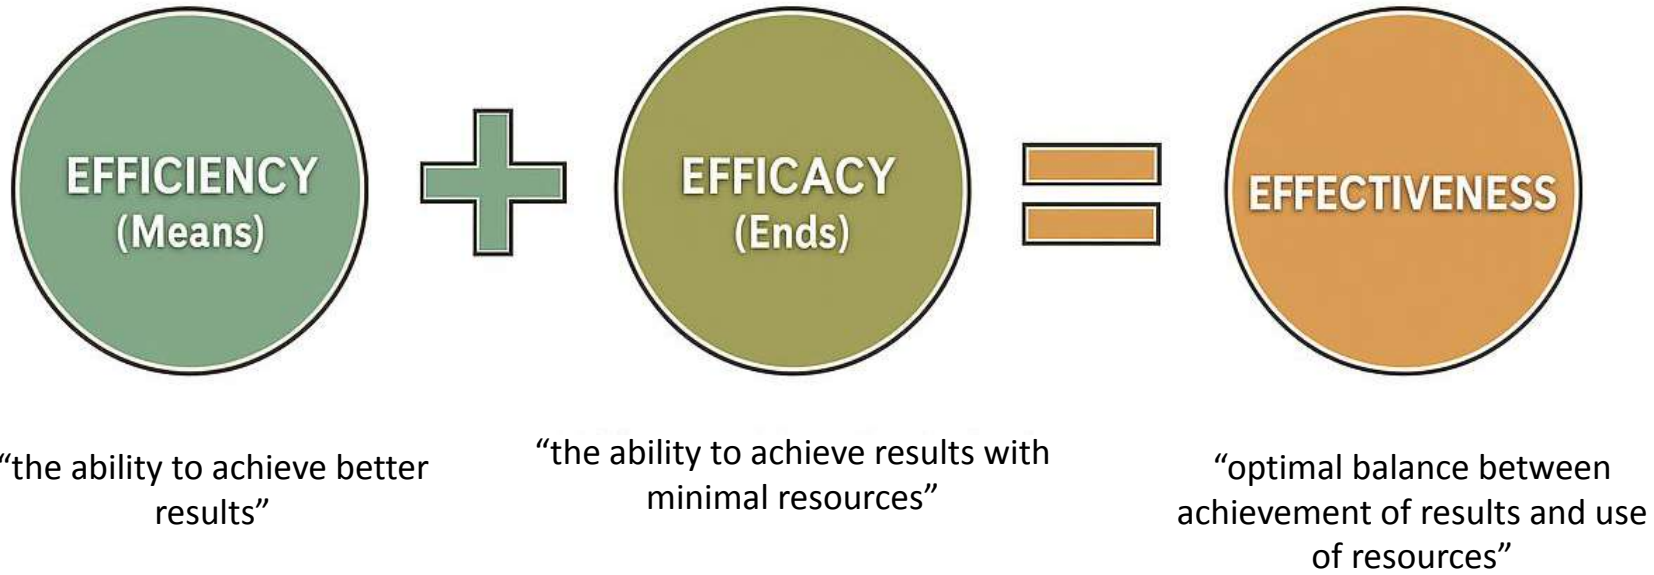 EFFICIENCY
(Means)
EFFICACY
(Ends)
EFFECTIVENESS
“the ability to achieve better
results”
“the ability to achieve results with
minimal resources”
“optimal balance between
achievement of results and use
of resources”